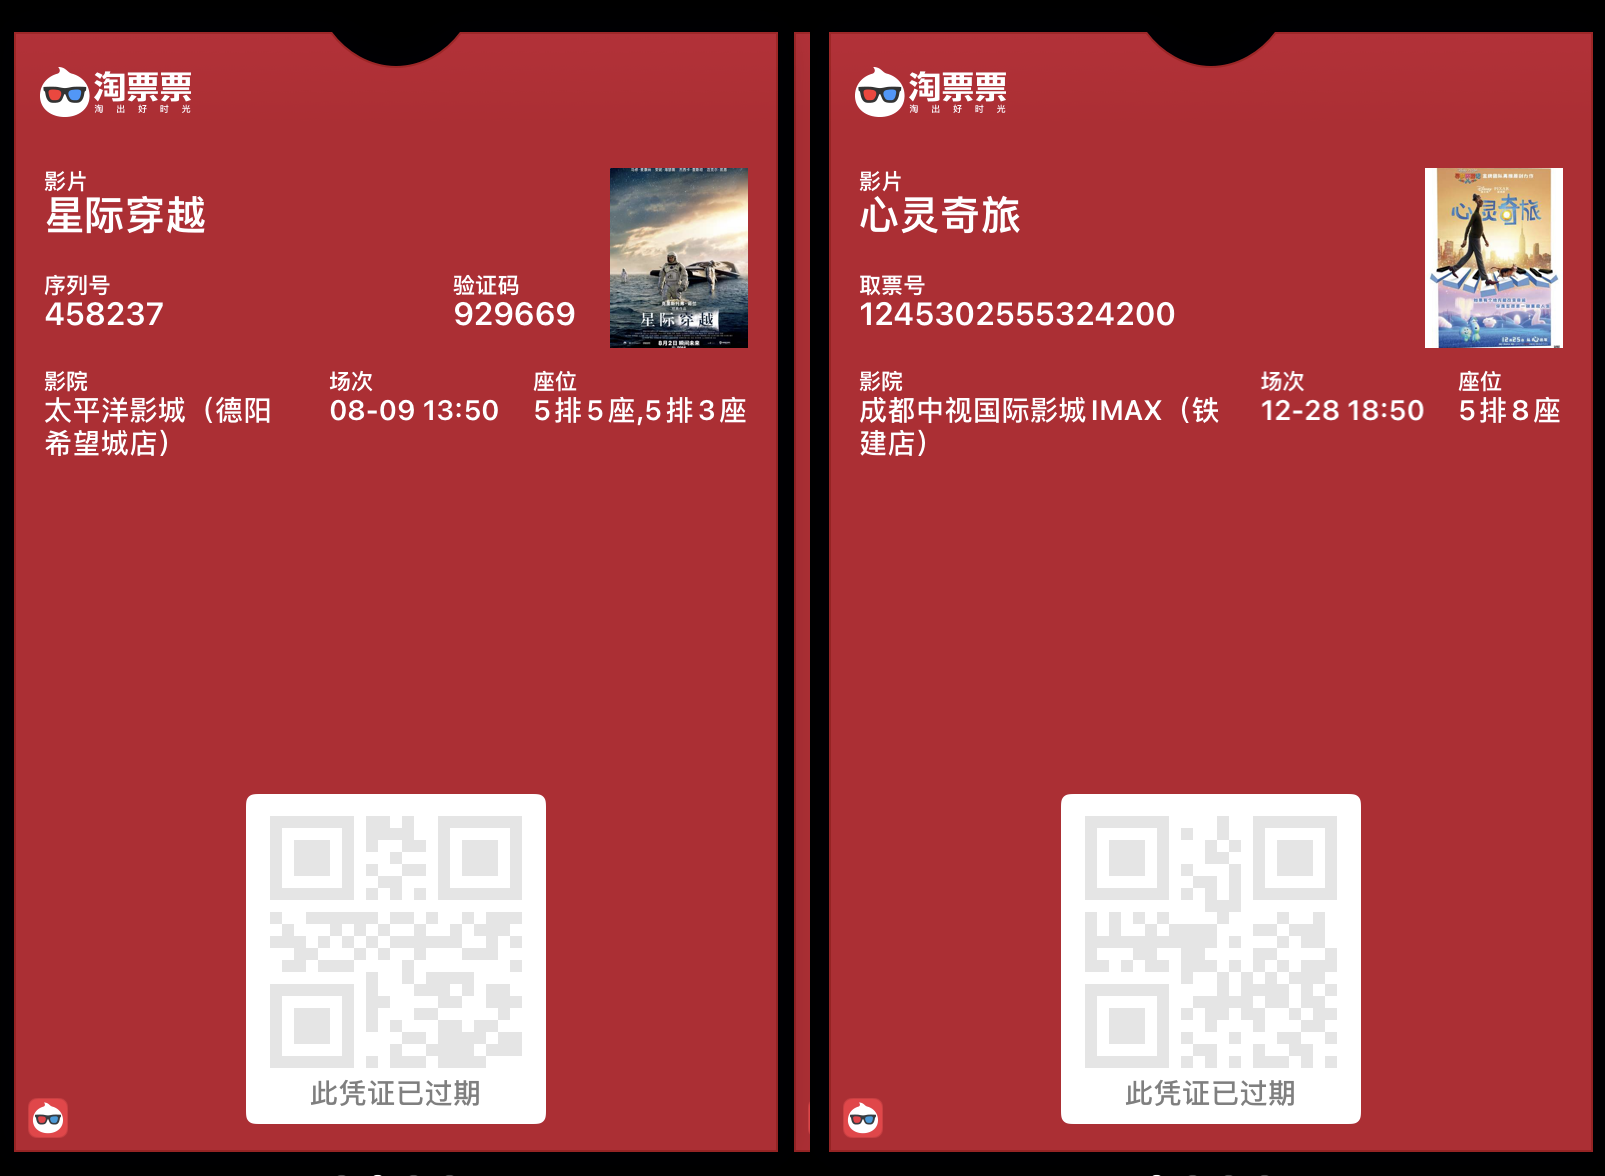 淘票票
淘出好时光
影片
星际穿越
序列号
458237
验证码
929669
星际穿越
影院
太平洋影城（德阳
希望城店）
场次
08-09 13:50
座位
5排5座,5排3座
此凭证已过期
淘票票
淘出好时光
影片
心灵奇旅
心灵奇旅
取票号
1245302555324200
影院
成都中视国际影城IMAX（铁
建店）
场次
12-28 18:50
座位
5排8座
此凭证已过期